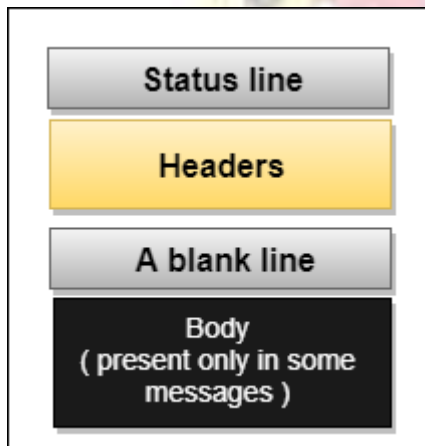 Status line
Headers
A blank line
Body
( present only in some
messages )